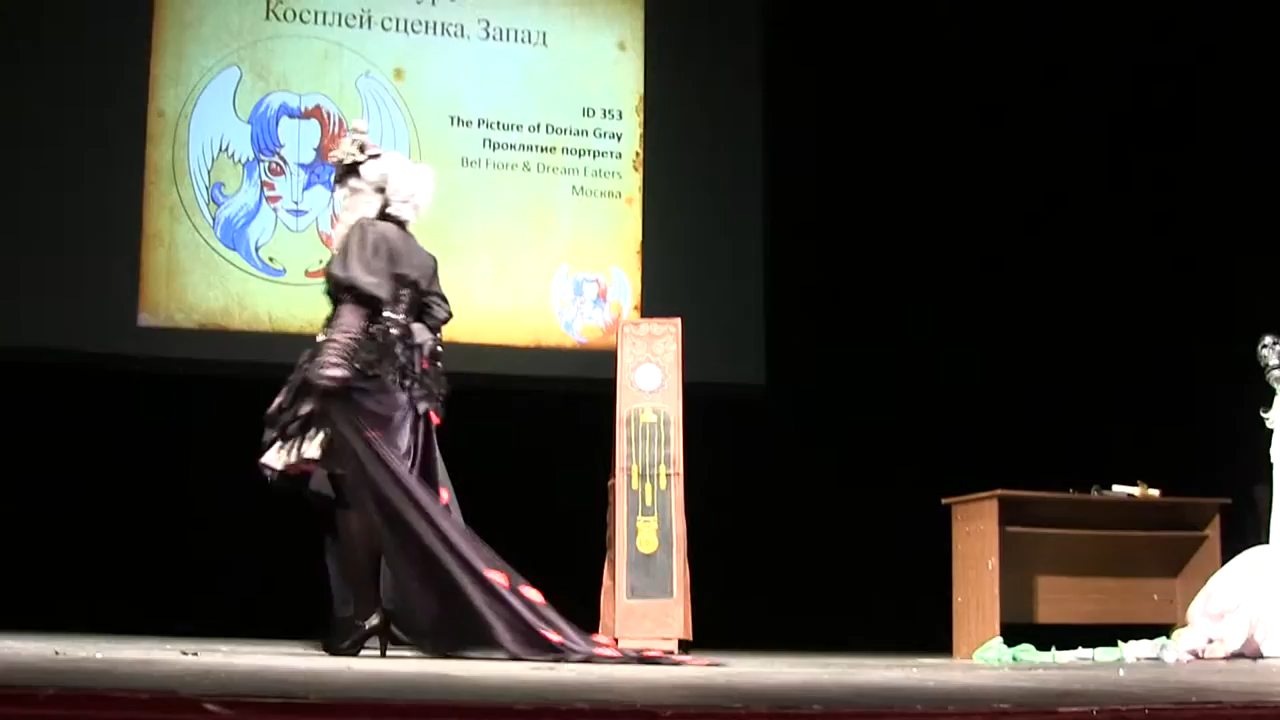 Косплей-сценка, Запад
ID 353
The Picture of Dorian Gray
Проклятие портрета
Bel Fiore & Dream Eaters
Москва